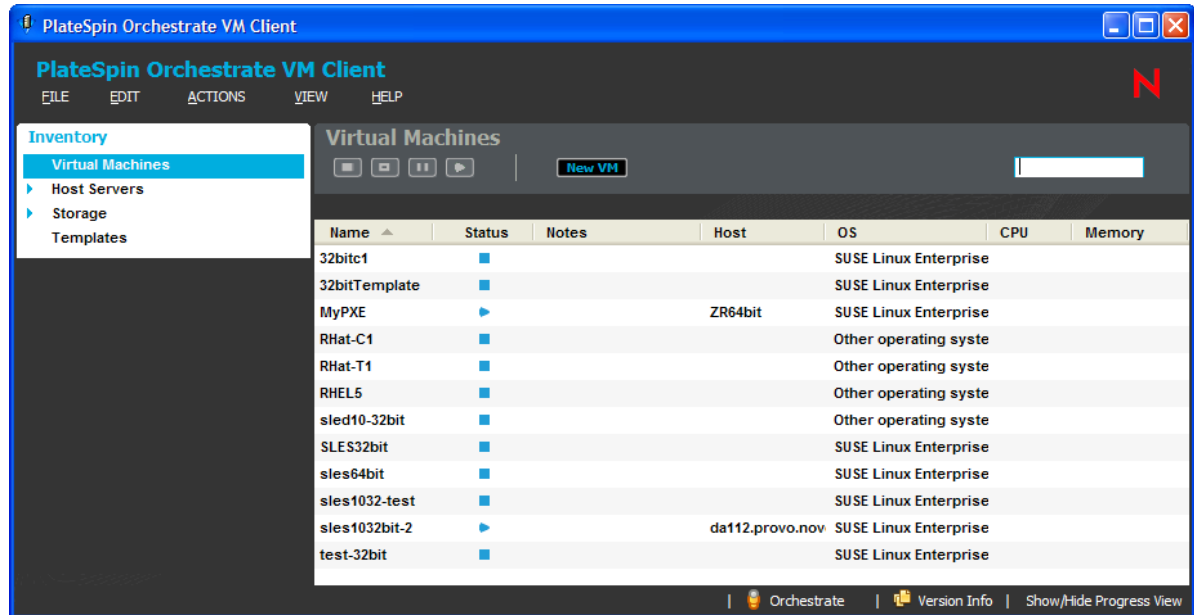 PlateSpin Orchestrate VM Client
PlateSpin Orchestrate VM Client
FILE EDIT ACTIONS VIEW HELP
N
Inventory
Virtual Machines
Host Servers
Storage
Templates
Virtual Machines
New VM
Name Status Notes Host OS CPU Memory
32bitc1 SUSE Linux Enterprise
32bitTemplate SUSE Linux Enterprise
MyPXE ZR64bit SUSE Linux Enterprise
RHat-C1 Other operating syste
RHat-T1 Other operating syste
RHEL5 Other operating syste
sled10-32bit Other operating syste
SLES32bit SUSE Linux Enterprise
sles64bit SUSE Linux Enterprise
sles1032-test SUSE Linux Enterprise
sles1032bit-2 da112.provo.nov SUSE Linux Enterprise
test-32bit SUSE Linux Enterprise
| Orchestrate | Version Info | Show/Hide Progress View